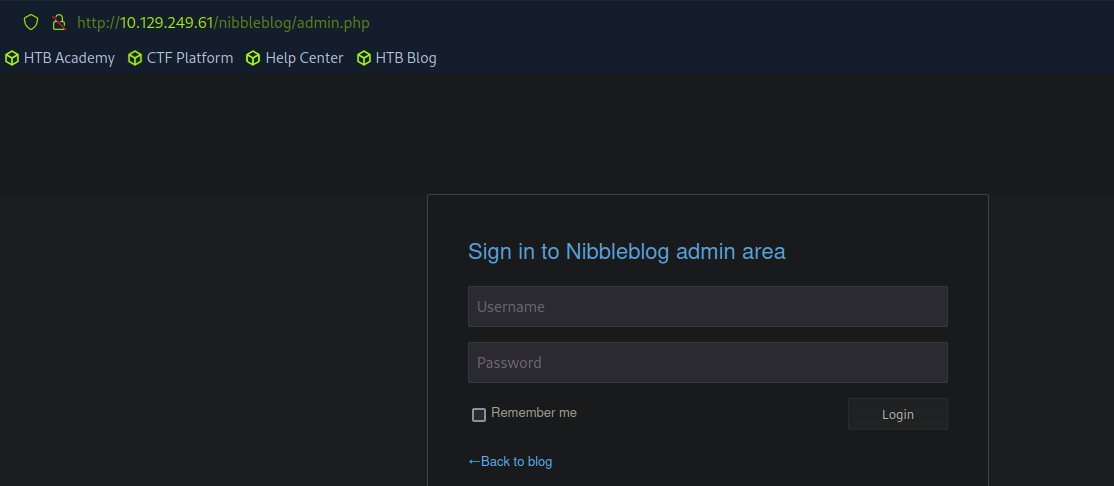 http://10.129.249.61/nibbleblog/admin.php
HTB Academy CTF Platform Help Center HTB Blog
Sign in to Nibbleblog admin area
Username
Password
Remember me Login
←Back to blog